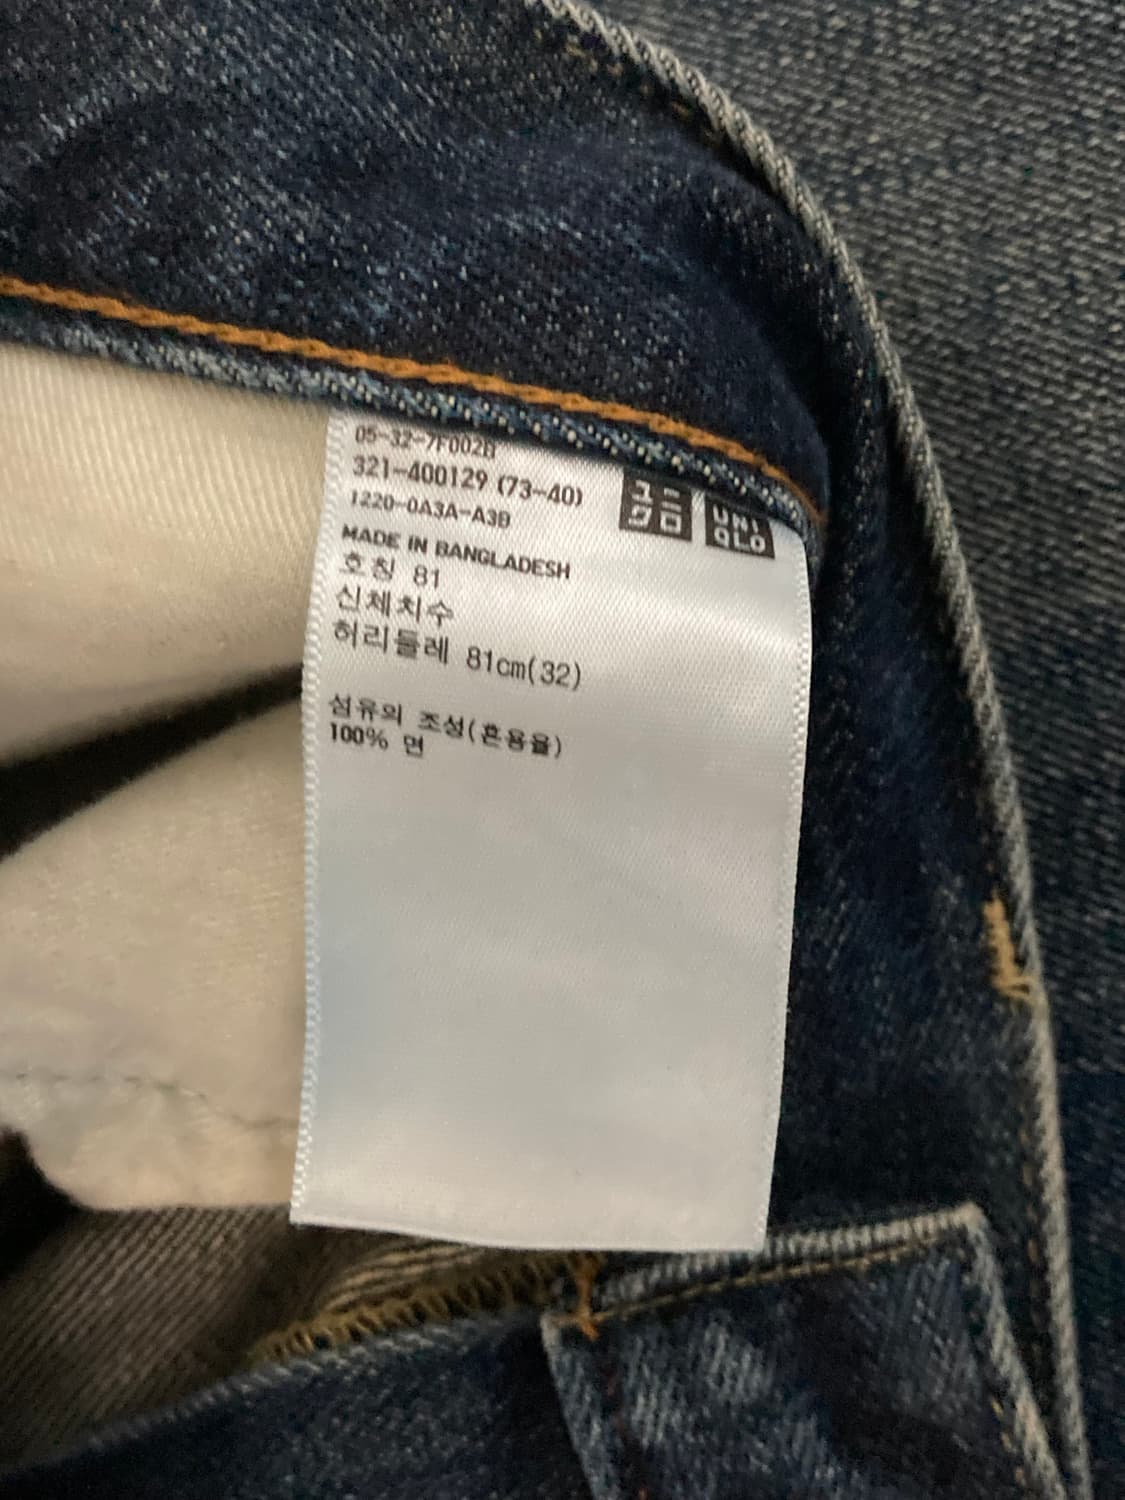 05-32-7F002B
321-400129 (73-40)
1220-0A3A-A3B
ユニ
クロ
UNI
QLO
MADE IN BANGLADESH
호칭 81
신체치수
허리둘레 81cm(32)
섬유의 조성(혼용율)
100% 면